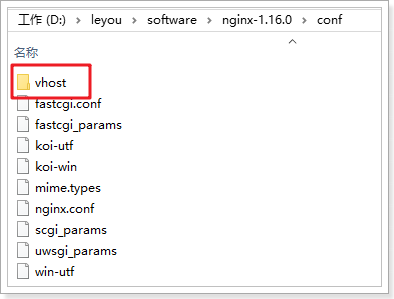 工作 (D:) > leyou > software > nginx-1.16.0 > conf
名称
vhost
fastcgi.conf
fastcgi_params
koi-utf
koi-win
mime.types
nginx.conf
scgi_params
uwsgi_params
win-utf